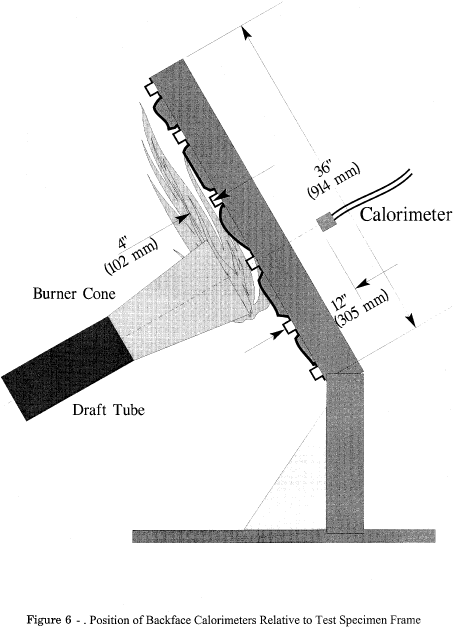 36"
(914 mm)
Calorimeter
4"
(102 mm)
Burner Cone
12"
(305 mm)
Draft Tube
Figure 6 - . Position of Backface Calorimeters Relative to Test Specimen Frame